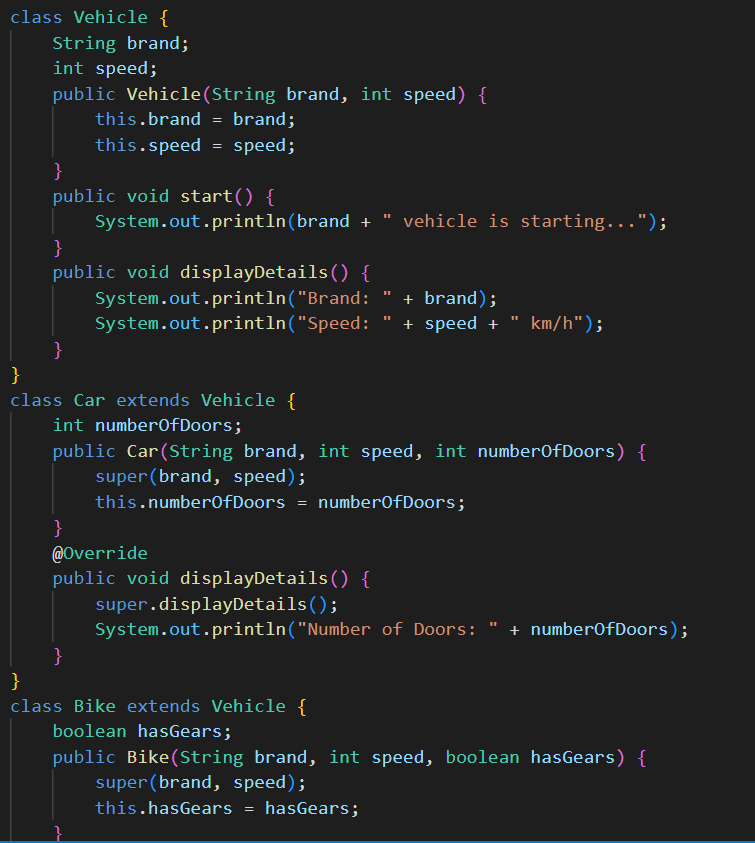 class Vehicle {
    String brand;
    int speed;
    public Vehicle(String brand, int speed) {
        this.brand = brand;
        this.speed = speed;
    }
    public void start() {
        System.out.println(brand + " vehicle is starting...");
    }
    public void displayDetails() {
        System.out.println("Brand: " + brand);
        System.out.println("Speed: " + speed + " km/h");
    }
}
class Car extends Vehicle {
    int numberOfDoors;
    public Car(String brand, int speed, int numberOfDoors) {
        super(brand, speed);
        this.numberOfDoors = numberOfDoors;
    }
    @Override
    public void displayDetails() {
        super.displayDetails();
        System.out.println("Number of Doors: " + numberOfDoors);
    }
}
class Bike extends Vehicle {
    boolean hasGears;
    public Bike(String brand, int speed, boolean hasGears) {
        super(brand, speed);
        this.hasGears = hasGears;
    }